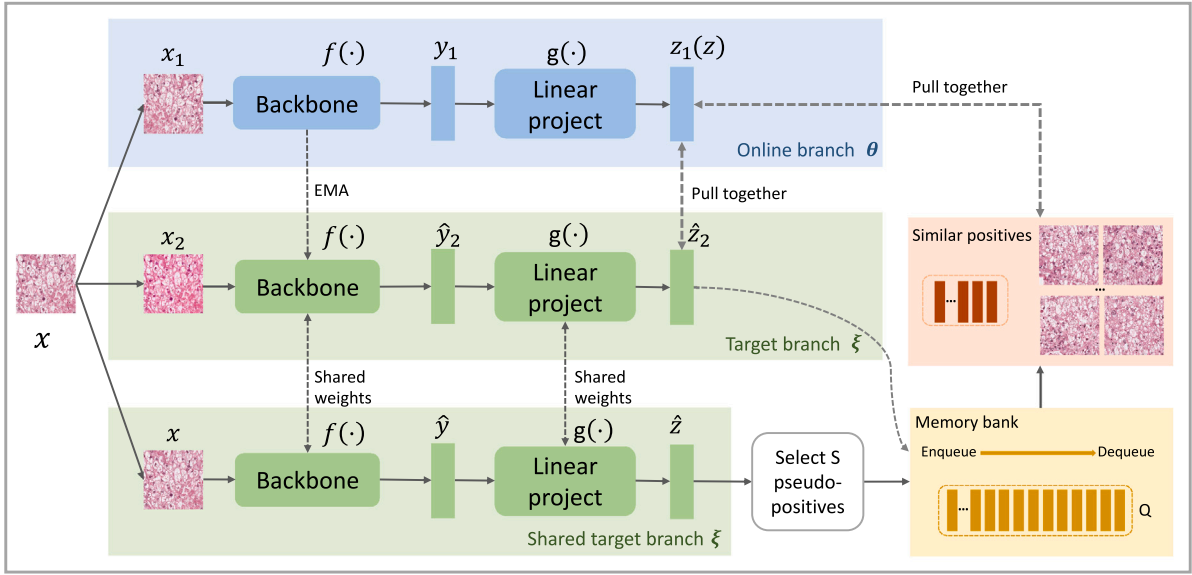 x₁
f(·)
y₁
g(·)
z₁(z)
Backbone
Linear
project
Pull together
Online branch θ
EMA
Pull together
x₂
f(·)
ŷ₂
g(·)
ẑ₂
Backbone
Linear
project
Target branch ξ
x
Similar positives
...
...
Shared
weights
Shared
weights
x
f(·)
ŷ
g(·)
ẑ
Backbone
Linear
project
Shared target branch ξ
Select S
pseudo-
positives
Memory bank
Enqueue
Dequeue
...
Q